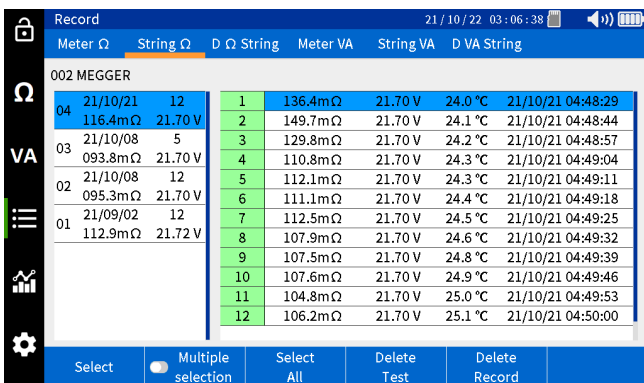 Record 21/10/22 03:06:38
Meter Ω String Ω D Ω String Meter VA String VA D VA String
002 MEGGER
Ω
VA
04 21/10/21 12
116.4mΩ 21.70 V
03 21/10/08 5
093.8mΩ 21.70 V
02 21/10/08 12
095.3mΩ 21.70 V
01 21/09/02 12
112.9mΩ 21.72 V
1 136.4mΩ 21.70 V 24.0 °C 21/10/21 04:48:29
2 149.7mΩ 21.70 V 24.1 °C 21/10/21 04:48:44
3 129.8mΩ 21.70 V 24.2 °C 21/10/21 04:48:57
4 110.8mΩ 21.70 V 24.3 °C 21/10/21 04:49:04
5 112.1mΩ 21.70 V 24.3 °C 21/10/21 04:49:11
6 111.1mΩ 21.70 V 24.4 °C 21/10/21 04:49:18
7 112.5mΩ 21.70 V 24.5 °C 21/10/21 04:49:25
8 107.9mΩ 21.70 V 24.6 °C 21/10/21 04:49:32
9 107.5mΩ 21.70 V 24.8 °C 21/10/21 04:49:39
10 107.6mΩ 21.70 V 24.9 °C 21/10/21 04:49:46
11 104.8mΩ 21.70 V 25.0 °C 21/10/21 04:49:53
12 106.2mΩ 21.70 V 25.1 °C 21/10/21 04:50:00
Select
Multiple
selection
Select
All
Delete
Test
Delete
Record